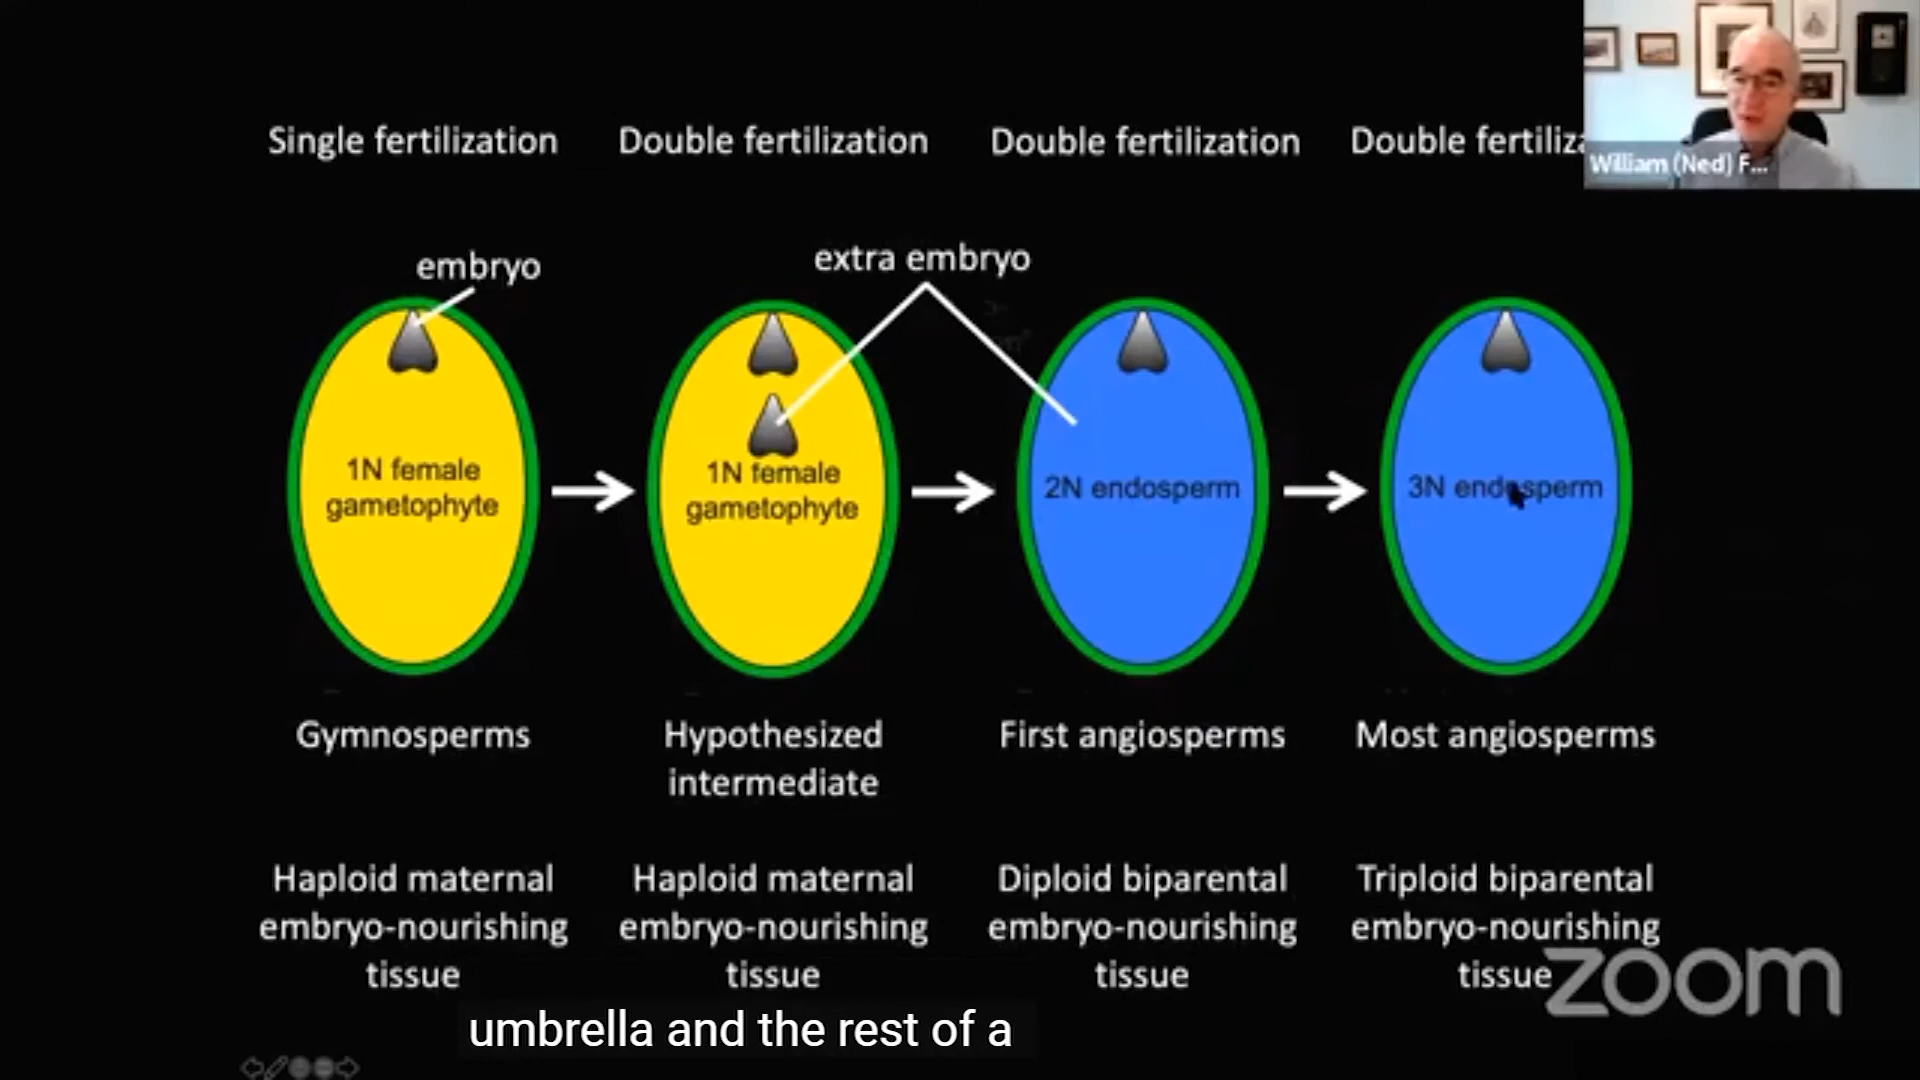 Single fertilization
Double fertilization
Double fertilization
Double fertiliza
William (Ned) F...
embryo
extra embryo
1N female
gametophyte
1N female
gametophyte
2N endosperm
3N endosperm
Gymnosperms
Hypothesized
intermediate
First angiosperms
Most angiosperms
Haploid maternal
embryo-nourishing
tissue
Haploid maternal
embryo-nourishing
tissue
Diploid biparental
embryo-nourishing
tissue
Triploid biparental
embryo-nourishing
tissue
zoom
umbrella and the rest of a